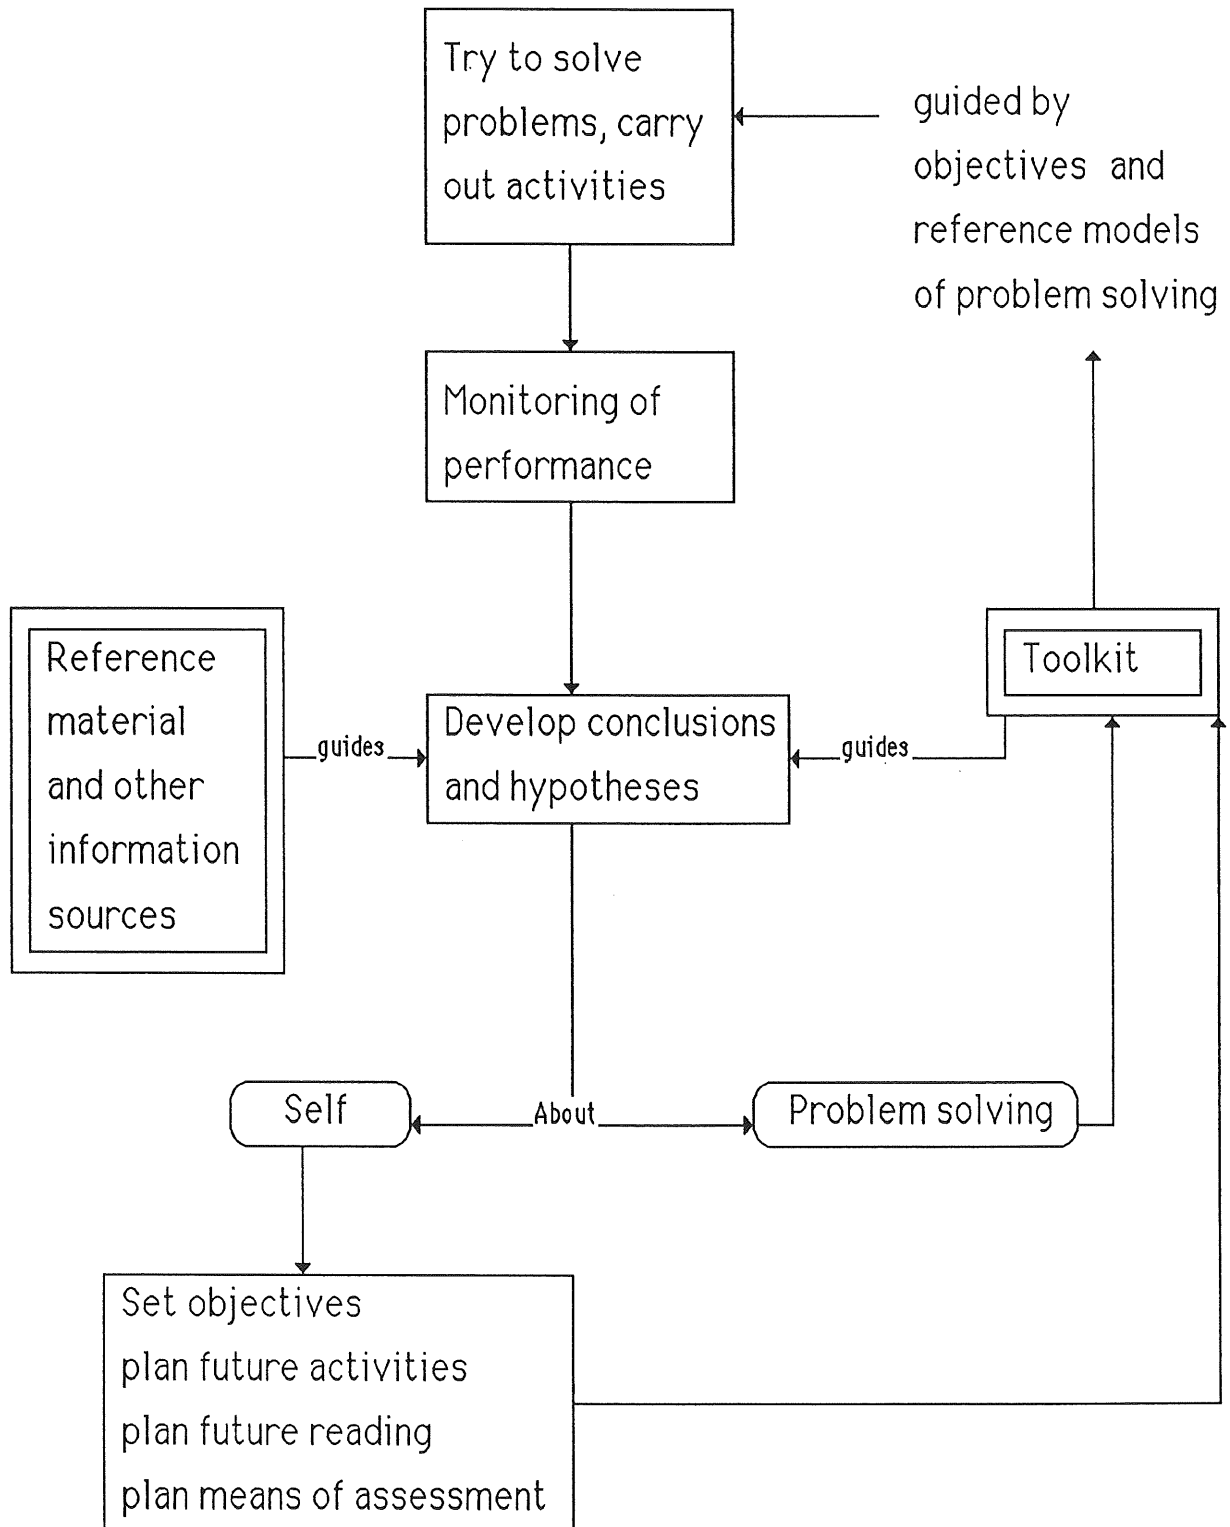 Try to solve
problems, carry
out activities
guided by
objectives and
reference models
of problem solving
Monitoring of
performance
Reference
material
and other
information
sources
guides
Develop conclusions
and hypotheses
guides
Toolkit
Self
About
Problem solving
Set objectives
plan future activities
plan future reading
plan means of assessment